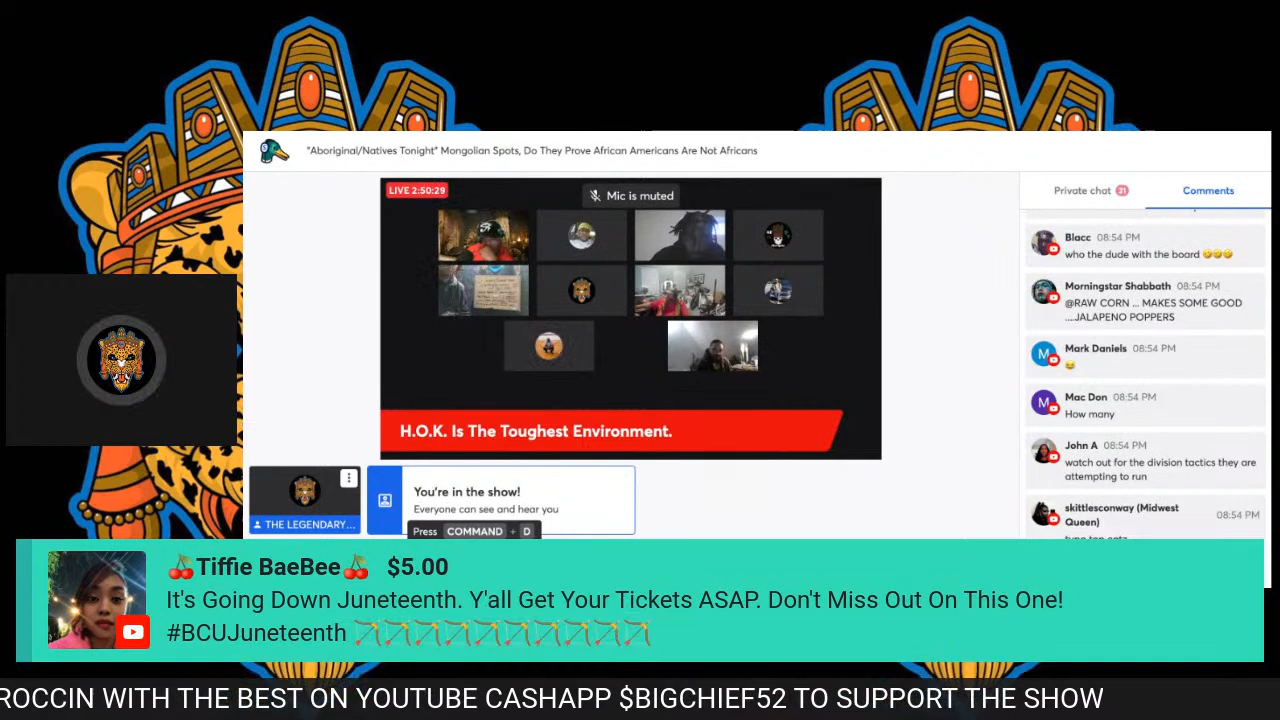 "Aboriginal/Natives Tonight" Mongolian Spots, Do They Prove African Americans Are Not Africans
LIVE 2:50:29
Mic is muted
H.O.K. Is The Toughest Environment.
THE LEGENDARY...
You're in the show!
Everyone can see and hear you
Press COMMAND + D
Private chat 31
Comments
Blacc 08:54 PM
who the dude with the board 🤣🤣🤣
Morningstar Shabbath 08:54 PM
@RAW CORN ... MAKES SOME GOOD
....JALAPENO POPPERS
M
Mark Daniels 08:54 PM
😂
M
Mac Don 08:54 PM
How many
John A 08:54 PM
watch out for the division tactics they are
attempting to run
skittlesconway (Midwest
Queen) 08:54 PM
🍒Tiffie BaeBee🍒 $5.00
It's Going Down Juneteenth. Y'all Get Your Tickets ASAP. Don't Miss Out On This One!
#BCUJuneteenth 🏹🏹🏹🏹🏹🏹🏹🏹🏹🏹
ROCCIN WITH THE BEST ON YOUTUBE CASHAPP $BIGCHIEF52 TO SUPPORT THE SHOW